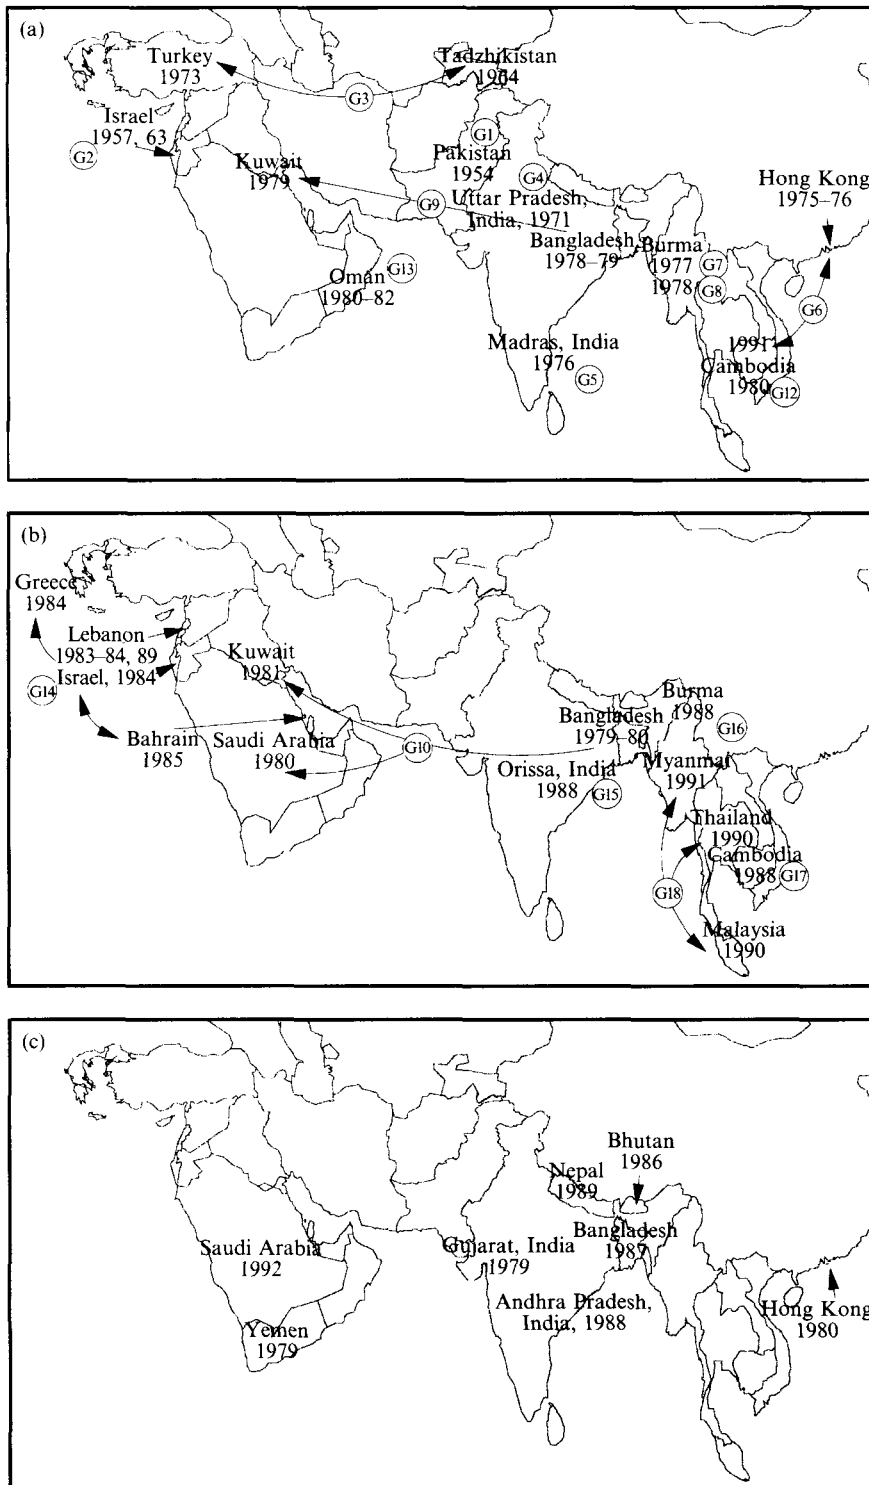 (a)
Turkey
1973
Tadzhikistan
1964
G3
Israel
1957, 63
G2
G1
Pakistan
1954
Kuwait
1979
G4
Hong Kong
1975–76
G9
Uttar Pradesh,
India, 1971
Bangladesh,
1978–79
Burma
1977
1978
G7
G8
Oman
1980–82
G13
G6
Madras, India
1976
G5
1991
Cambodia
1980
G12
(b)
Greece
1984
Lebanon
1983–84, 89
Israel, 1984
G14
Kuwait
1981
Burma
1988
G16
Bangladesh
1979–80
Bahrain
1985
Saudi Arabia
1980
G10
Orissa, India
1988
G15
Myanmar
1991
Thailand
1990
Cambodia
1988
G17
G18
Malaysia
1990
(c)
Bhutan
1986
Nepal
1989
Bangladesh
1987
Saudi Arabia
1992
Gujarat, India
1979
Andhra Pradesh,
India, 1988
Hong Kong
1980
Yemen
1979